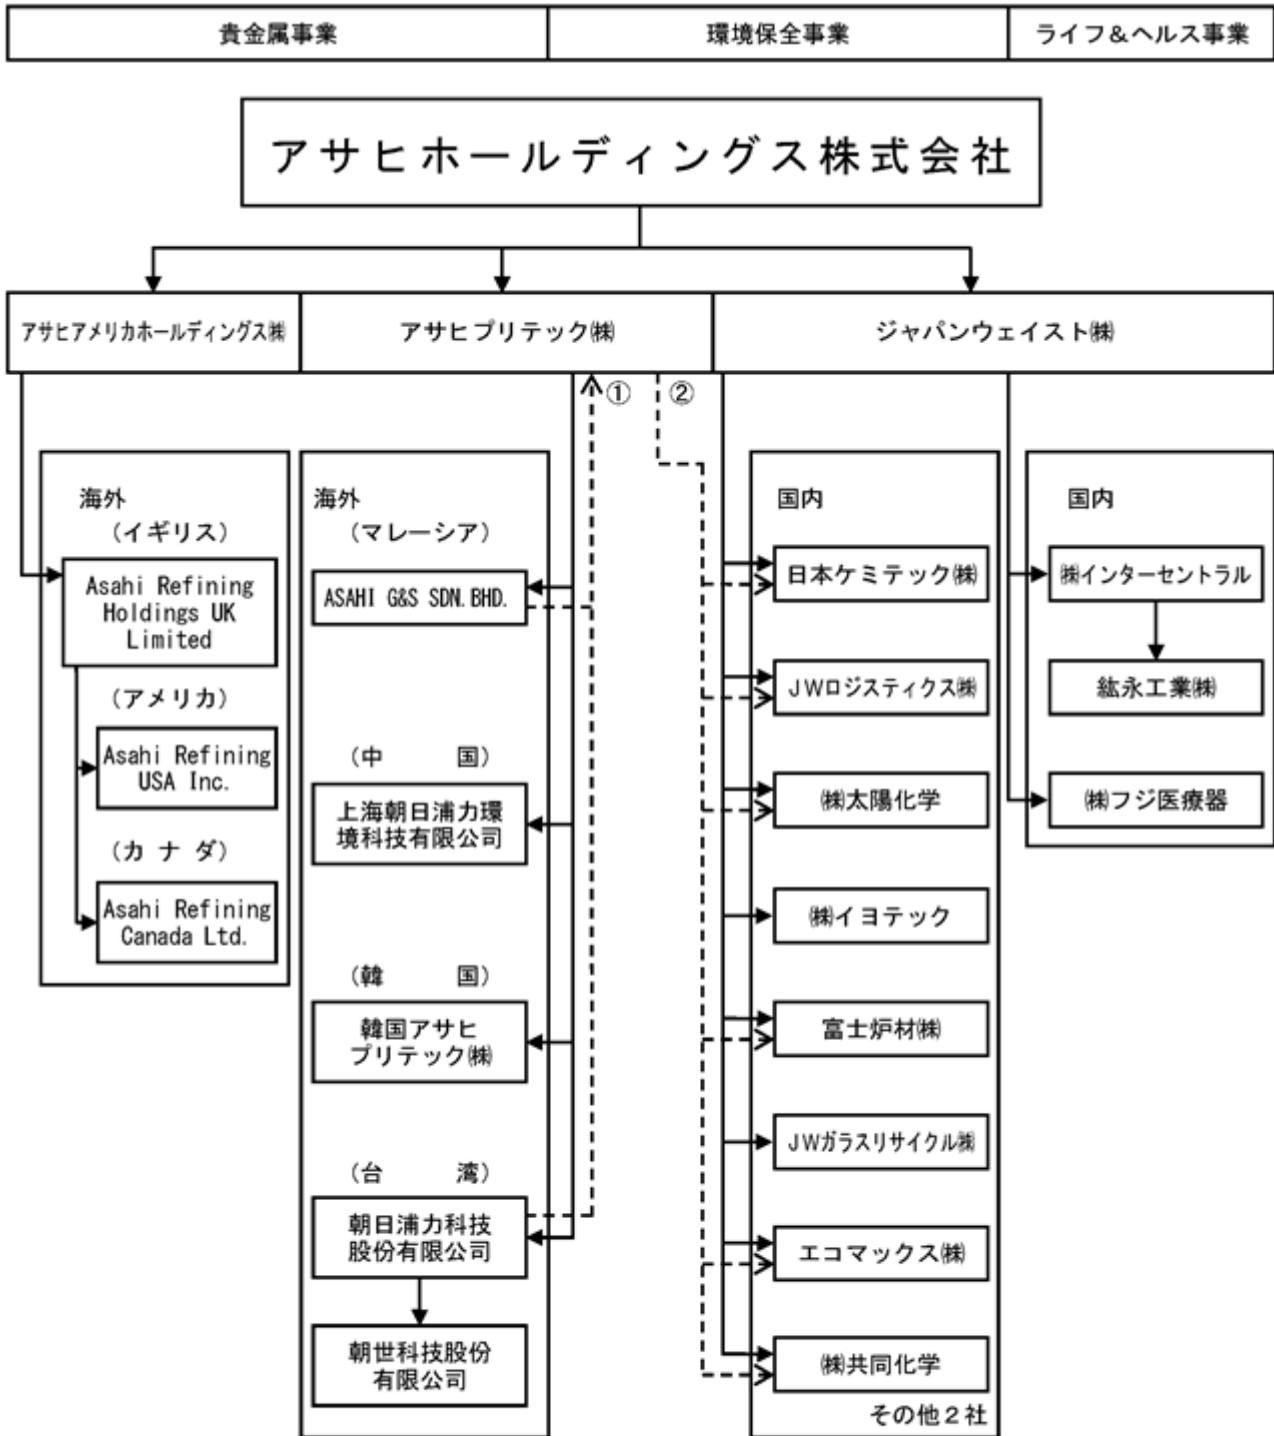 貴金属事業
環境保全事業
ライフ&ヘルス事業
アサヒホールディングス株式会社
アサヒアメリカホールディングス㈱
アサヒプリテック㈱
ジャパンウェイスト㈱
①
②
海外
(イギリス)
Asahi Refining
Holdings UK
Limited
(アメリカ)
Asahi Refining
USA Inc.
(カナダ)
Asahi Refining
Canada Ltd.
海外
(マレーシア)
ASAHI G&S SDN.BHD.
(中国)
上海朝日浦力環
境科技有限公司
(韓国)
韓国アサヒ
プリテック㈱
(台湾)
朝日浦力科技
股份有限公司
朝世科技股份
有限公司
国内
日本ケミテック㈱
JWロジスティクス㈱
㈱太陽化学
㈱イヨテック
富士炉材㈱
JWガラスリサイクル㈱
エコマックス㈱
㈱共同化学
その他2社
国内
㈱インターセントラル
紘永工業㈱
㈱フジ医療器